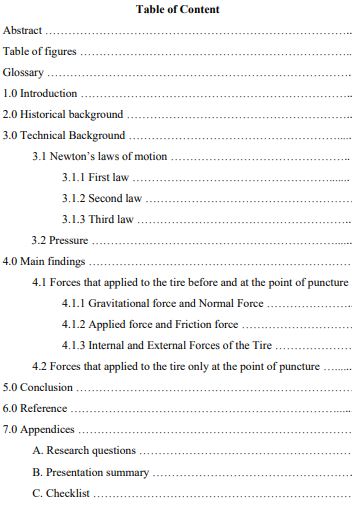 Table of Content
Abstract ……………………………………………………………..
Table of figures ……………………………………………………..
Glossary ……………………………………………………………..
1.0 Introduction ……………………………………………………..
2.0 Historical background ……………………………………………..
3.0 Technical Background ……………………………………………..
3.1 Newton’s laws of motion ……………………………………..
3.1.1 First law ……………………………………………..
3.1.2 Second law ……………………………………………..
3.1.3 Third law ……………………………………………..
3.2 Pressure ……………………………………………………..
4.0 Main findings ……………………………………………………..
4.1 Forces that applied to the tire before and at the point of puncture
4.1.1 Gravitational force and Normal Force ………………..
4.1.2 Applied force and Friction force ……………………..
4.1.3 Internal and External Forces of the Tire ………………
4.2 Forces that applied to the tire only at the point of puncture ………
5.0 Conclusion ……………………………………………………..
6.0 Reference ……………………………………………………..
7.0 Appendices ……………………………………………………..
A. Research questions ……………………………………………..
B. Presentation summary ……………………………………………..
C. Checklist ……………………………………………………..